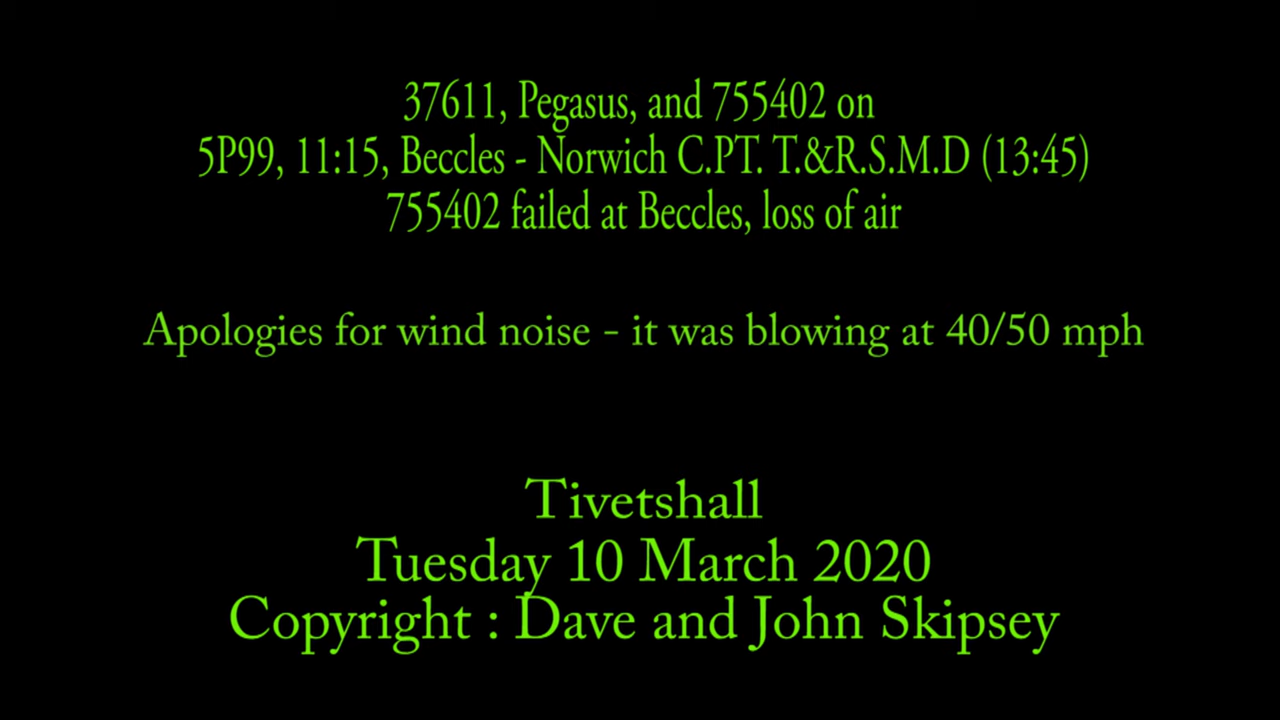 37611, Pegasus, and 755402 on
5P99, 11:15, Beccles - Norwich C.PT. T.&R.S.M.D (13:45)
755402 failed at Beccles, loss of air
Apologies for wind noise - it was blowing at 40/50 mph
Tivetshall
Tuesday 10 March 2020
Copyright : Dave and John Skipsey